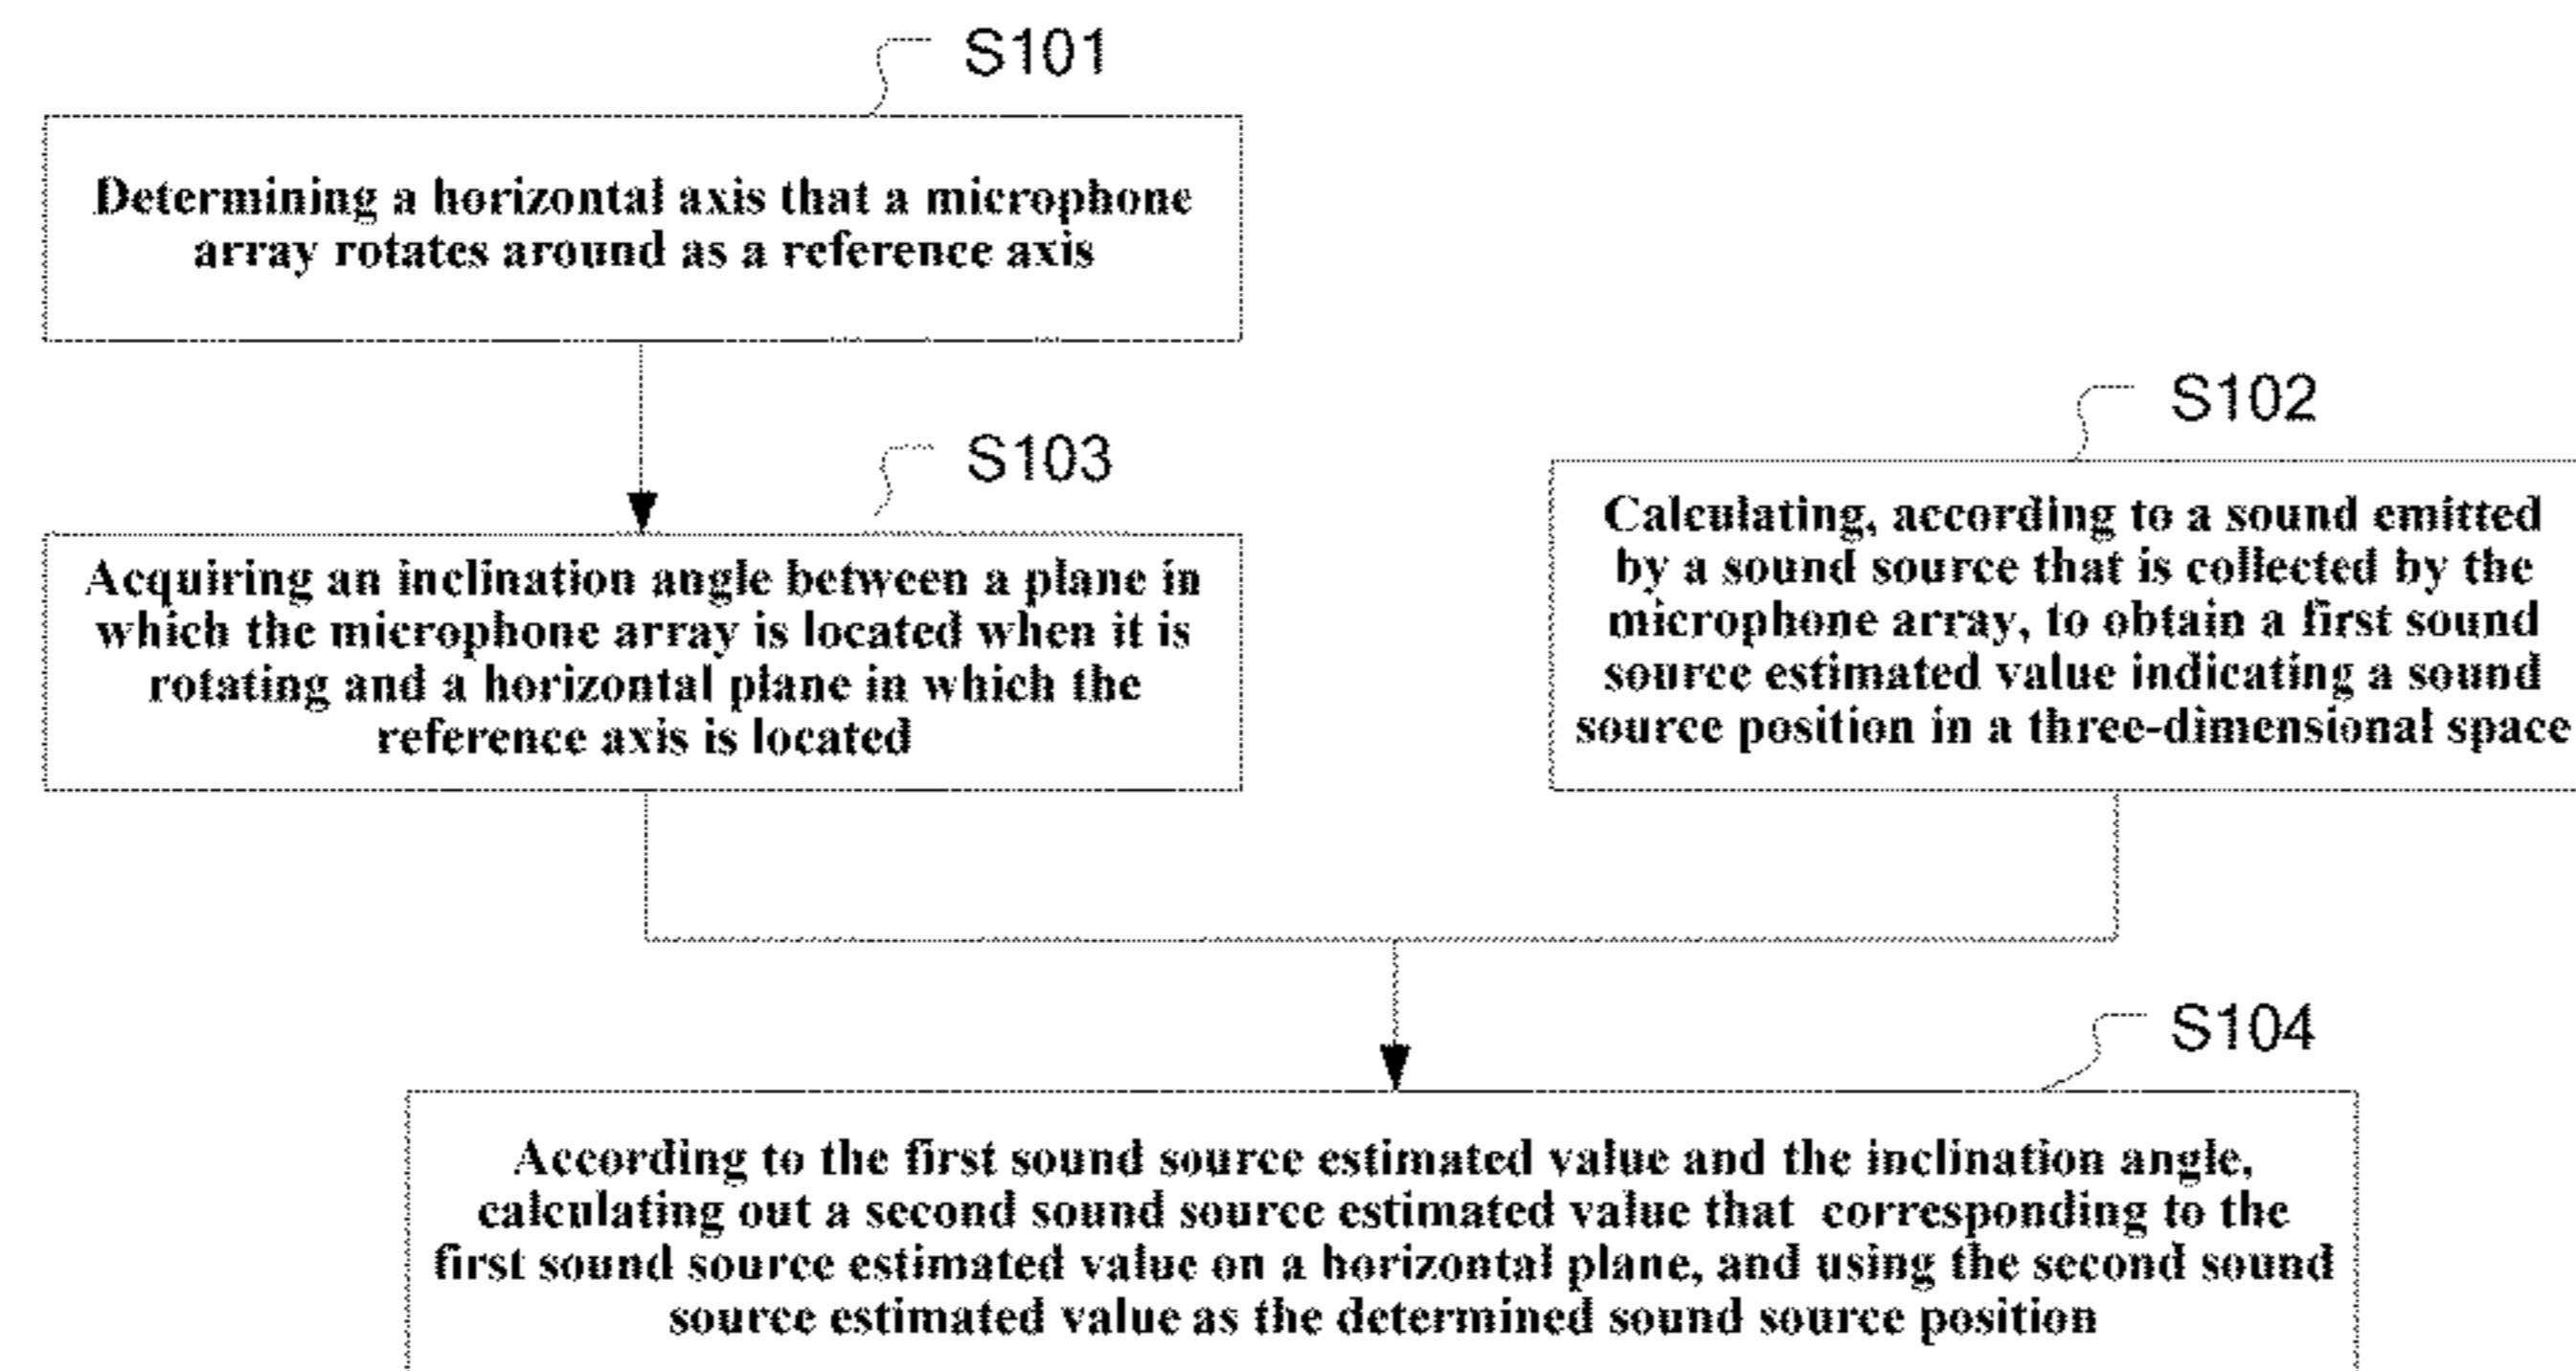 S101
Determining a horizontal axis that a microphone
array rotates around as a reference axis
S103
Acquiring an inclination angle between a plane in
which the microphone array is located when it is
rotating and a horizontal plane in which the
reference axis is located
S102
Calculating, according to a sound emitted
by a sound source that is collected by the
microphone array, to obtain a first sound
source estimated value indicating a sound
source position in a three-dimensional space
S104
According to the first sound source estimated value and the inclination angle,
calculating out a second sound source estimated value that corresponding to the
first sound source estimated value on a horizontal plane, and using the second sound
source estimated value as the determined sound source position